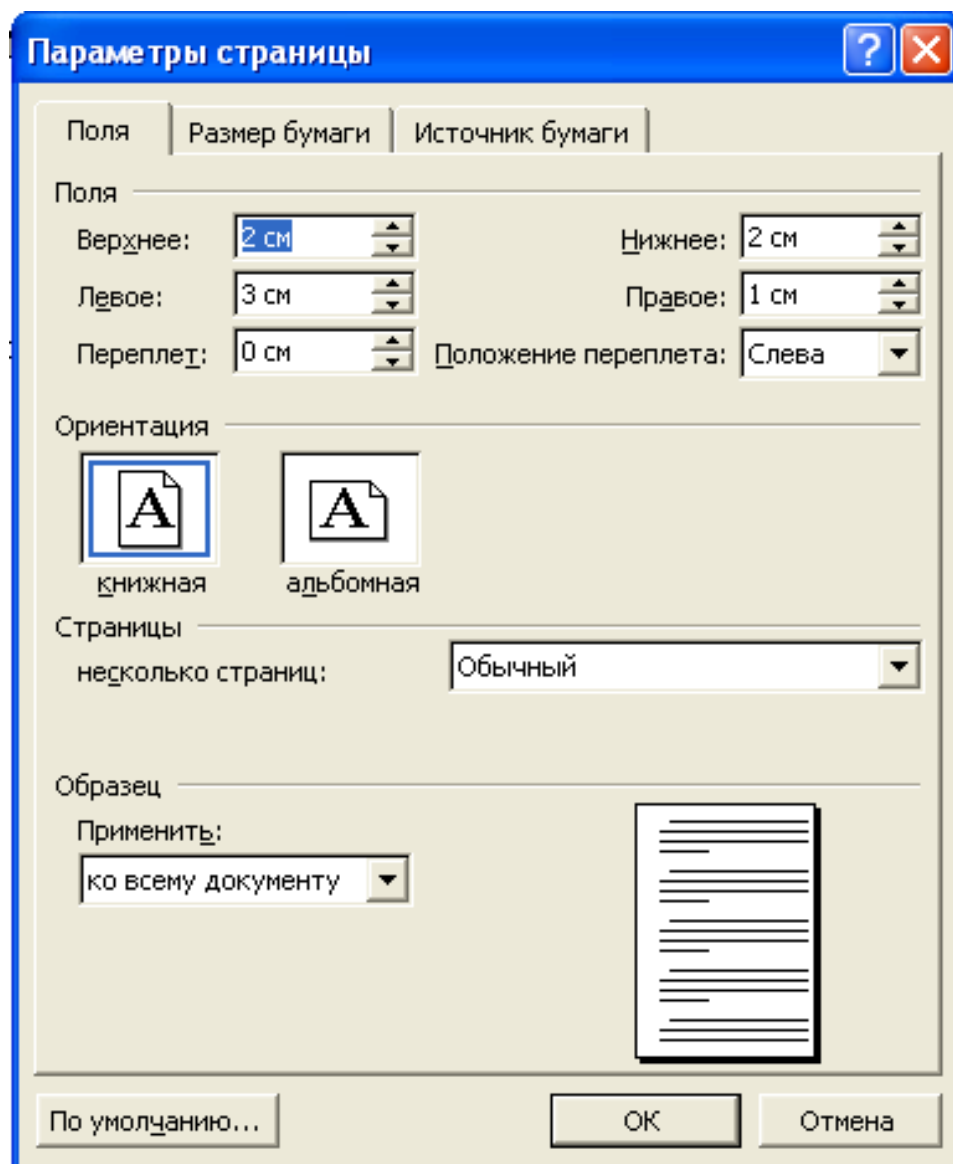 Параметры страницы
Поля Размер бумаги Источник бумаги
Поля
Верхнее: 2 см Нижнее: 2 см
Левое: 3 см Правое: 1 см
Переплет: 0 см Положение переплета: Слева
Ориентация
A A
книжная альбомная
Страницы
несколько страниц: Обычный
Образец
Применить:
ко всему документу
По умолчанию... ОК Отмена